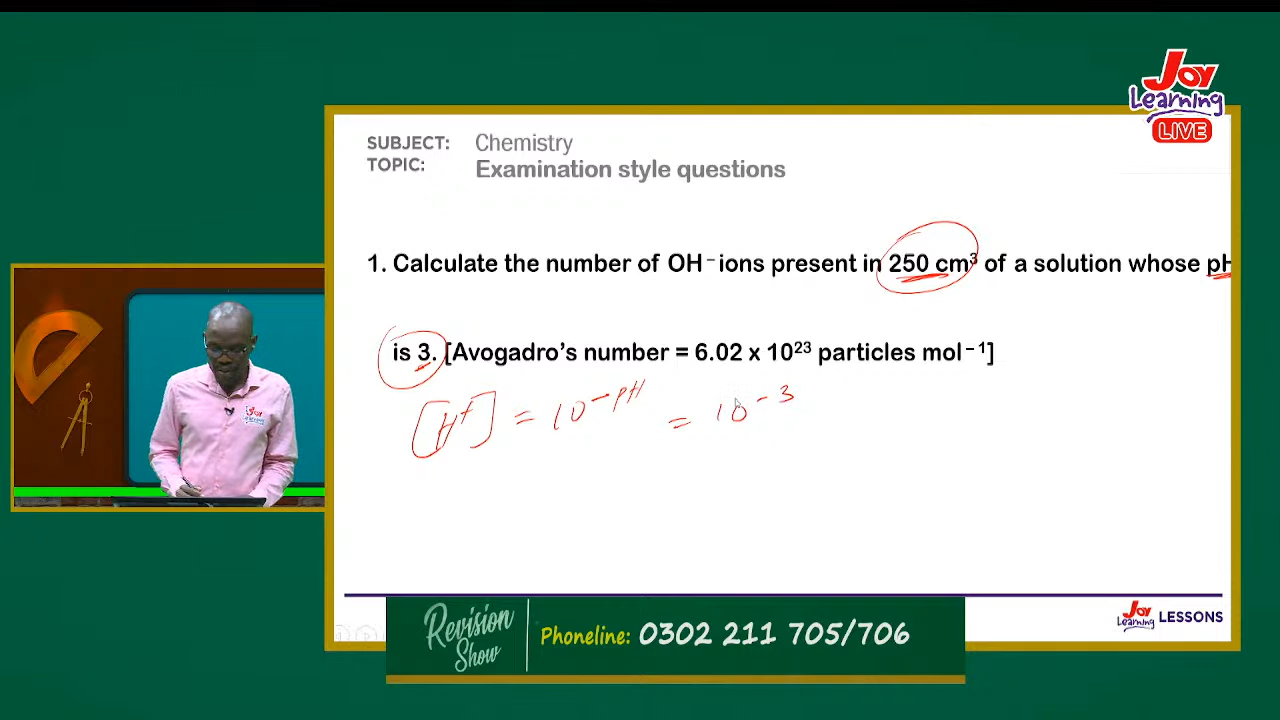 Joy
Learning
LIVE
SUBJECT: Chemistry
TOPIC: Examination style questions
1. Calculate the number of OH⁻ ions present in 250 cm³ of a solution whose pH
is 3. [Avogadro's number = 6.02 x 10²³ particles mol⁻¹]
[H⁺] = 10⁻ᵖᴴ = 10⁻³
Joy Learning LESSONS
Revision Show
Phoneline: 0302 211 705/706